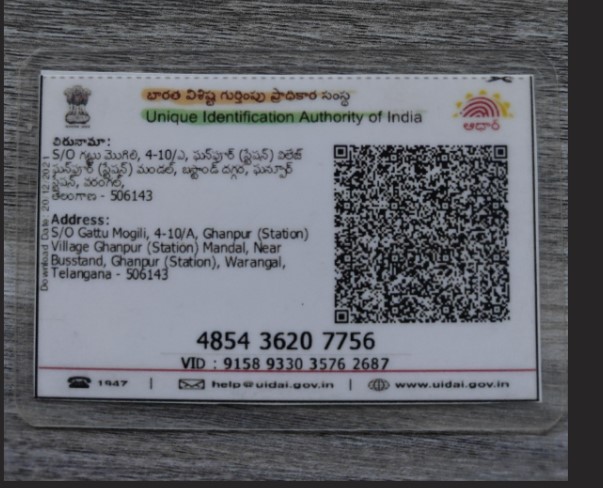 భారత విశిష్ట గుర్తింపు ప్రాధికార సంస్థ
Unique Identification Authority of India
ఆధార్
చిరునామా:
S/O గట్టు మొగిలి, 4-10/ఎ, ఘన్‌పూర్ (స్టేషన్) విలేజ్
ఘన్‌పూర్ (స్టేషన్) మండల్, బస్టాండ్ దగ్గర, ఘన్పూర్
వరంగల్,
తెలంగాణ - 506143
Address:
S/O Gattu Mogili, 4-10/A, Ghanpur (Station)
Village Ghanpur (Station) Mandal, Near
Busstand, Ghanpur (Station), Warangal,
Telangana - 506143
Download Date: 20.12.2021
4854 3620 7756
VID : 9158 9330 3576 2687
1947 | help@uidai.gov.in | www.uidai.gov.in